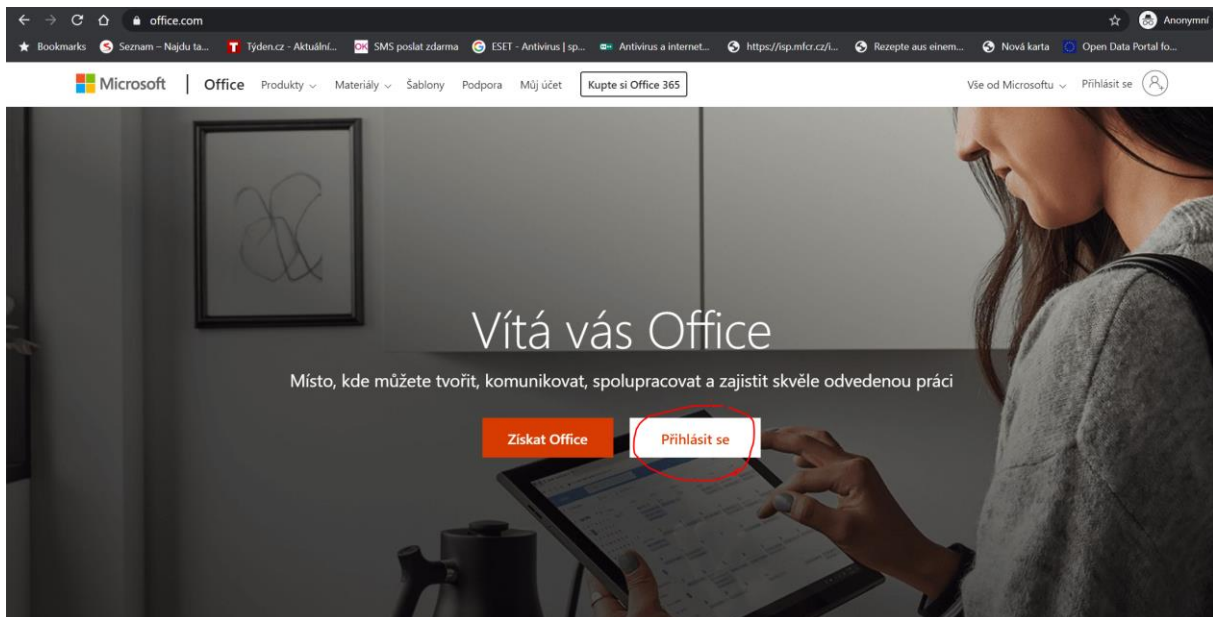 office.com Anonymní
Bookmarks Seznam – Najdu ta... Týden.cz - Aktuální... SMS poslat zdarma ESET - Antivirus | sp... Antivirus a internet... https://isp.mfcr.cz/i... Rezepte aus einem... Nová karta Open Data Portal fo...
Microsoft | Office Produkty Materiály Šablony Podpora Můj účet Kupte si Office 365 Vše od Microsoftu Přihlásit se
Vítá vás Office
Místo, kde můžete tvořit, komunikovat, spolupracovat a zajistit skvěle odvedenou práci
Získat Office Přihlásit se